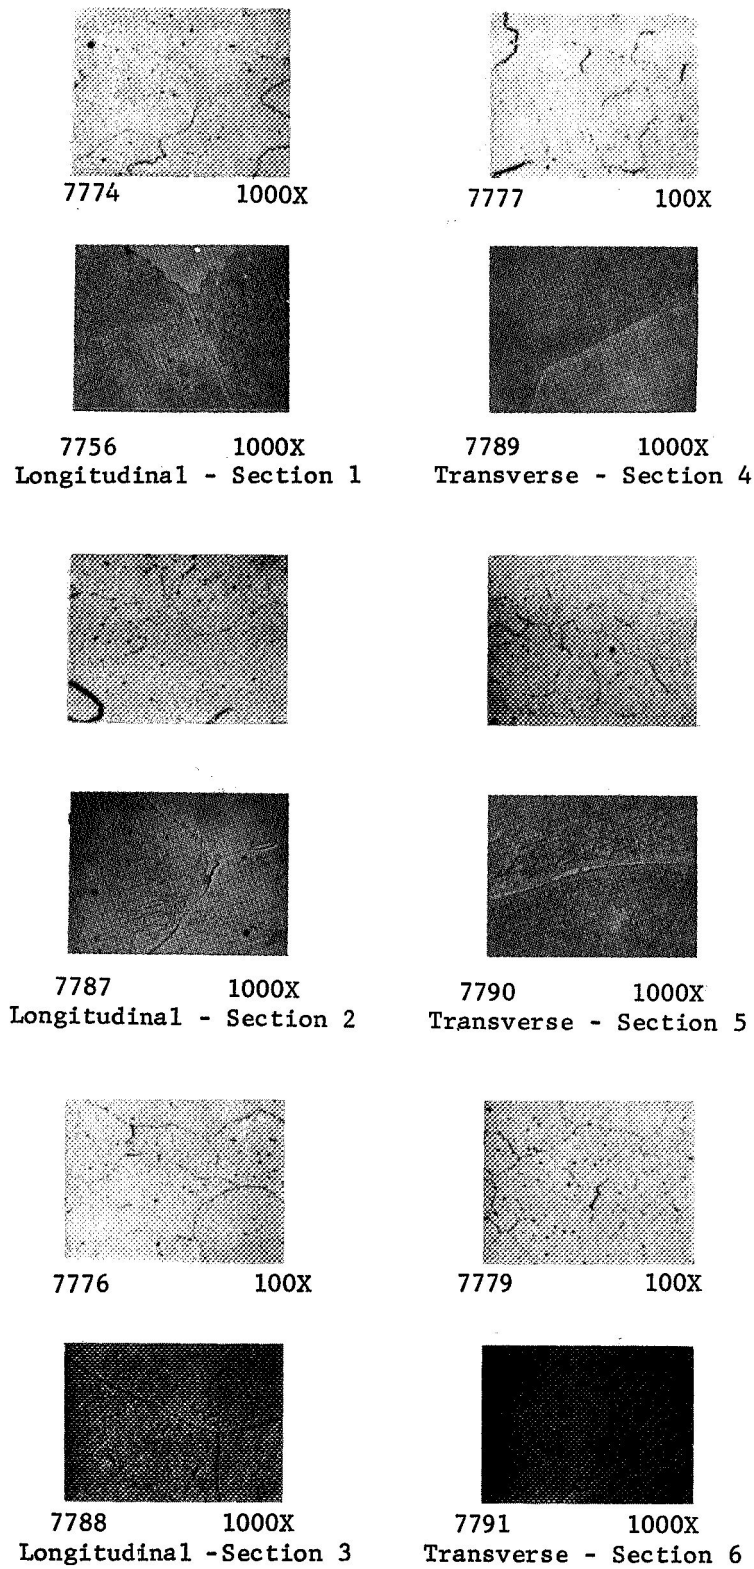 7774 1000X
7777 100X
7756 1000X
Longitudinal - Section 1
7789 1000X
Transverse - Section 4
7787 1000X
Longitudinal - Section 2
7790 1000X
Transverse - Section 5
7776 100X
7779 100X
7788 1000X
Longitudinal -Section 3
7791 1000X
Transverse - Section 6